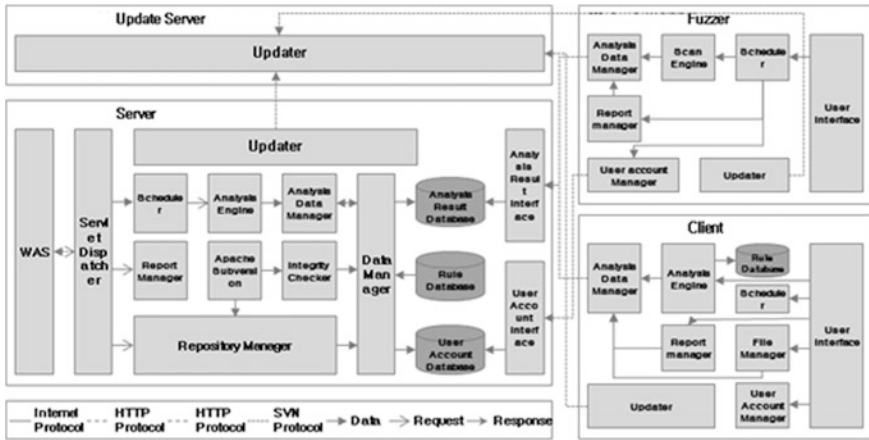 Update Server
Updater
Server
Updater
WAS
Servl
et
Disp
atch
er
Schedule
r
Analysis
Engine
Analysis
Data
Manager
Report
Manager
Apache
Subversi
on
Integrity
Checker
Repository Manager
Data
Man
ager
Analysis
Result
Database
Rule
Database
User
Account
Database
Analy
sis
Resul
t
Interf
ace
User
Acco
unt
Interf
ace
Fuzzer
Analysis
Data
Manager
Scan
Engine
Schedule
r
Report
manager
User account
Manager
Updater
User
Interface
Client
Analysis
Data
Manager
Analysis
Engine
Rule
Database
Schedule
r
Report
manager
File
Manager
Updater
User
Account
Manager
User
Interface
Internet
Protocol
HTTP
Protocol
HTTP
Protocol
SVN
Protocol
Data
Request
Response